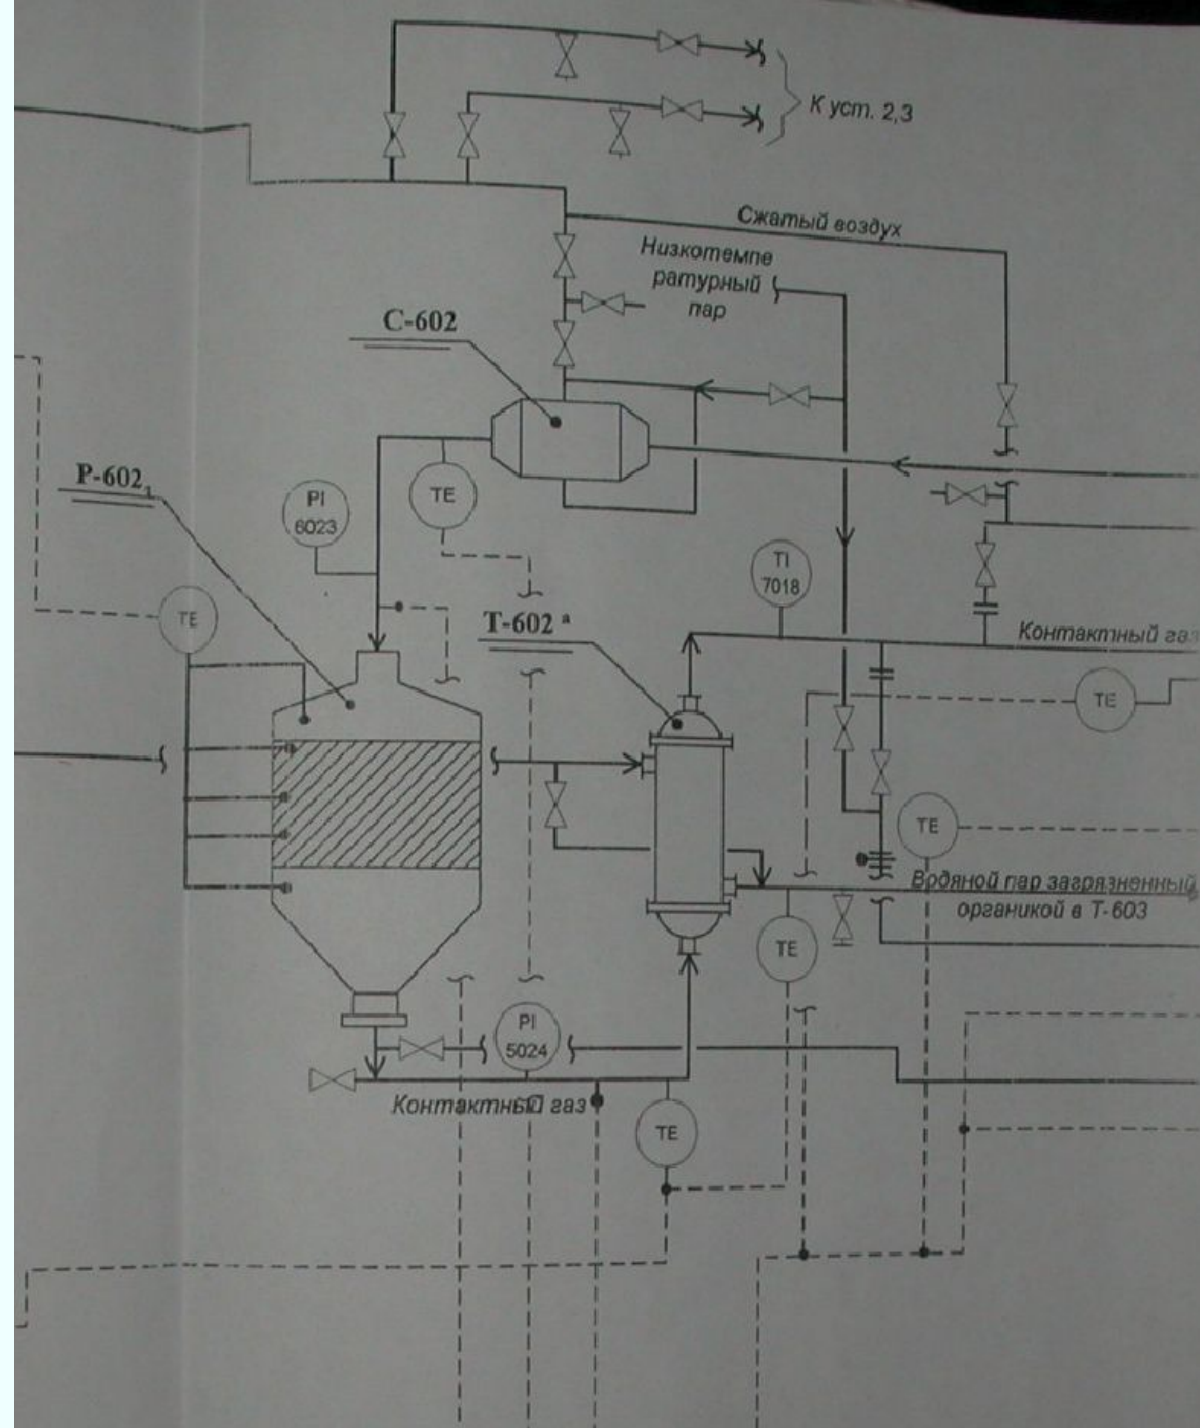 К уст. 2,3
Сжатый воздух
Низкотемпе
ратурный
пар
С-602
Р-602₁
PI
6023
TE
TI
7018
TE
Т-602 а
Контактный газ
TE
TE
Водяной пар загрязненный
органикой в Т-603
TE
PI
5024
Контактный газ
TE